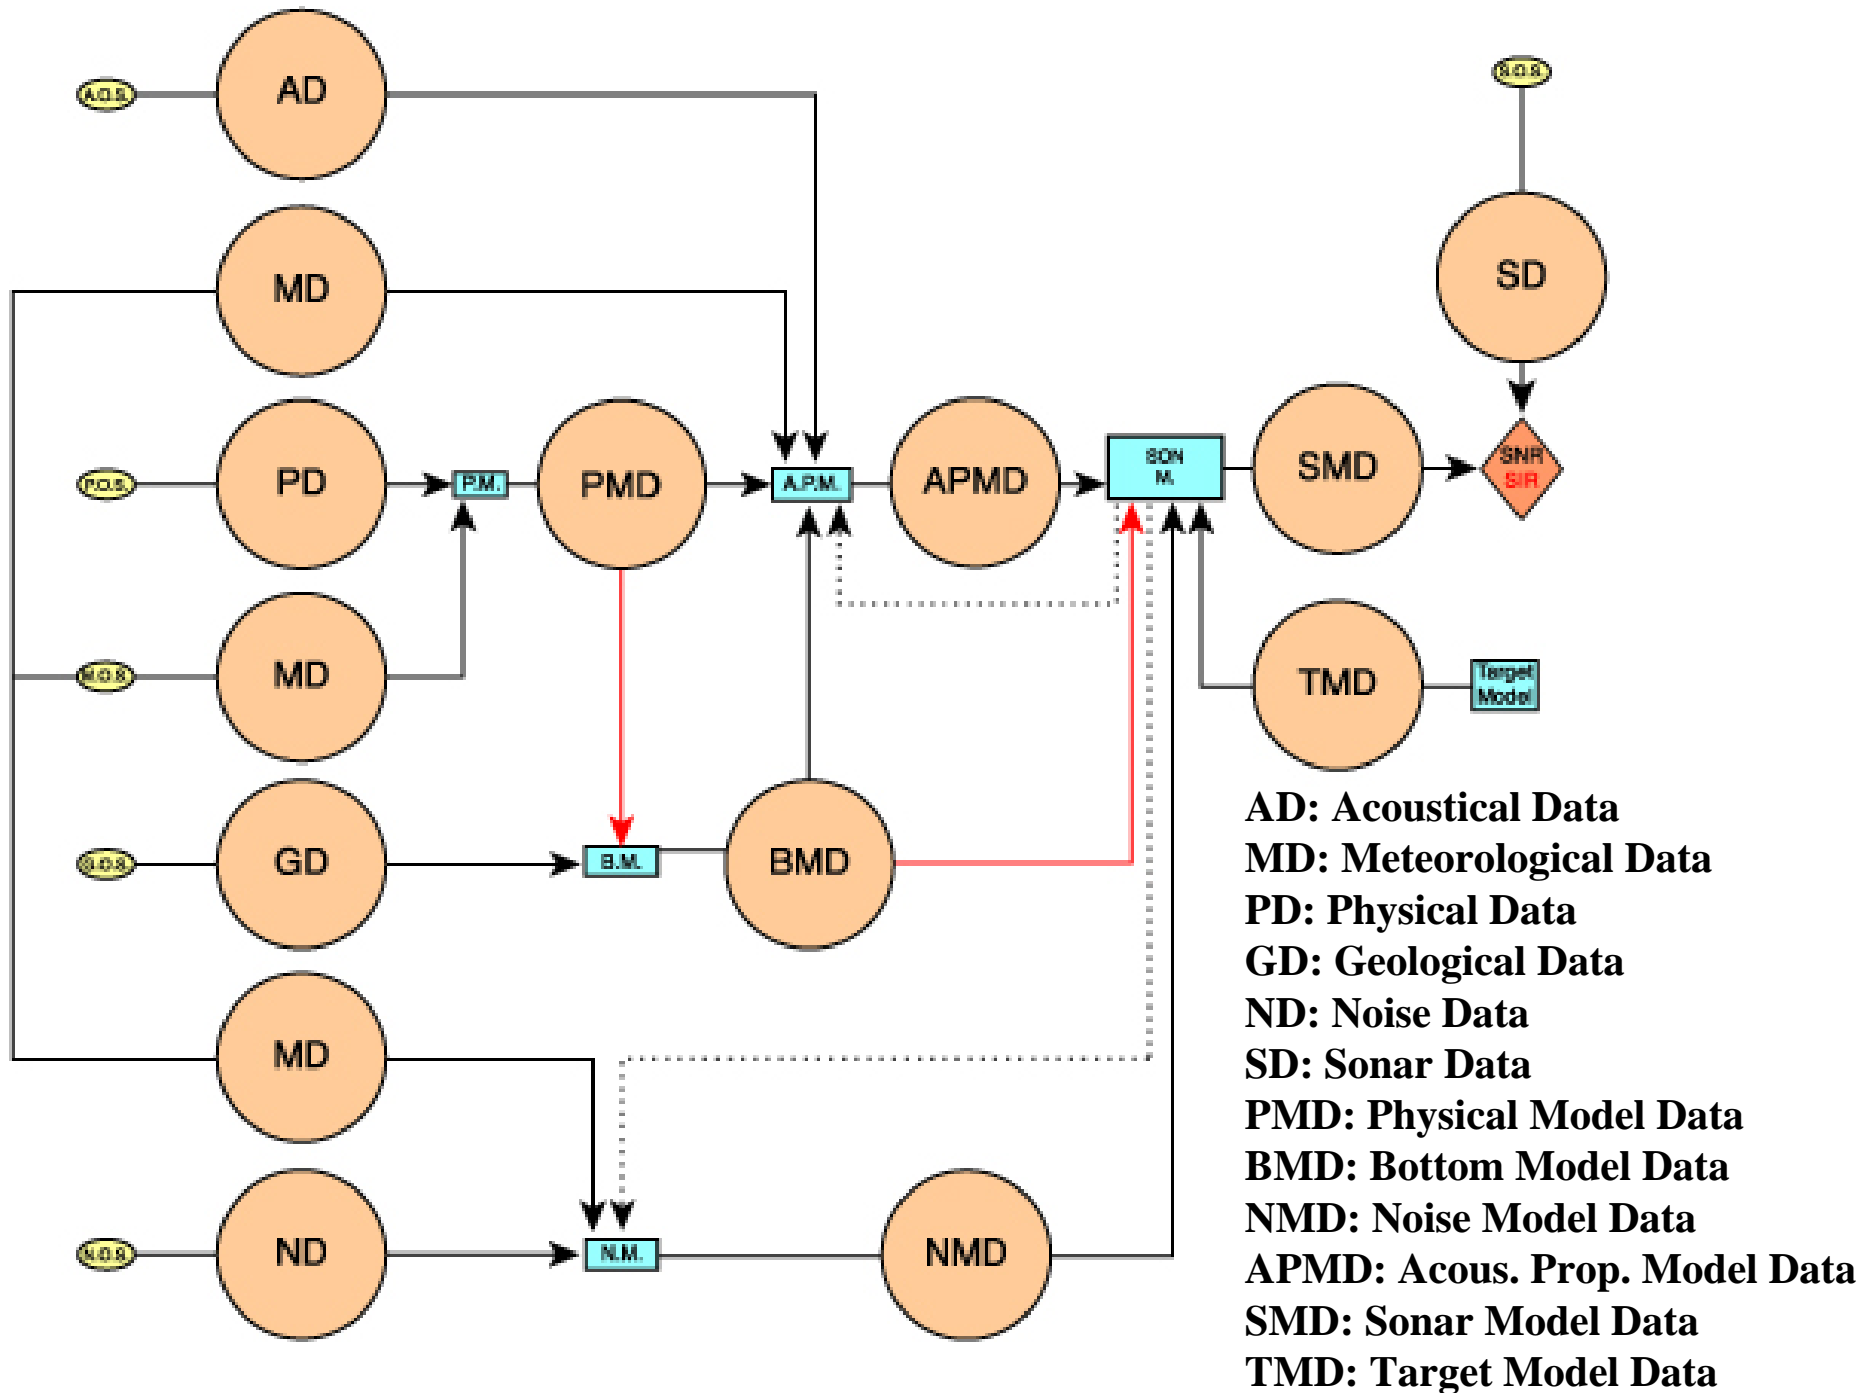 A.O.S.
AD
S.O.S.
MD
SD
P.O.S.
PD
P.M.
PMD
A.P.M.
APMD
SON
M.
SMD
SNR
SIR
M.O.S.
MD
TMD
Target
Model
G.O.S.
GD
B.M.
BMD
MD
N.O.S.
ND
N.M.
NMD
AD: Acoustical Data
MD: Meteorological Data
PD: Physical Data
GD: Geological Data
ND: Noise Data
SD: Sonar Data
PMD: Physical Model Data
BMD: Bottom Model Data
NMD: Noise Model Data
APMD: Acous. Prop. Model Data
SMD: Sonar Model Data
TMD: Target Model Data